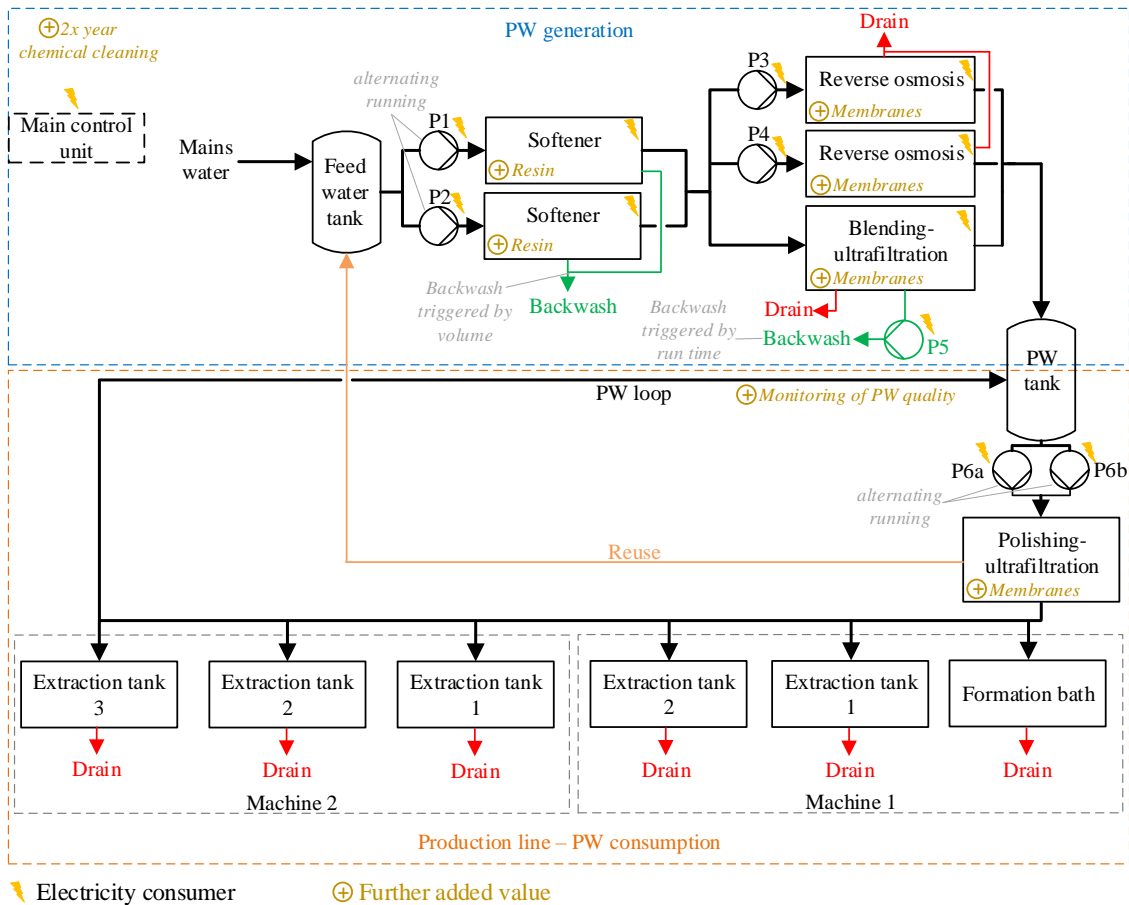 2x year
chemical cleaning
PW generation
Drain
alternating
running
P1
P2
P3
P4
Main control
unit
Mains
water
Feed
water
tank
Softener
Resin
Softener
Resin
Reverse osmosis
Membranes
Reverse osmosis
Membranes
Blending-
ultrafiltration
Membranes
Backwash
triggered by
volume
Backwash
Drain
Backwash
triggered by
run time
Backwash
P5
PW
tank
PW loop
Monitoring of PW quality
P6a
P6b
alternating
running
Polishing-
ultrafiltration
Membranes
Reuse
Extraction tank
3
Extraction tank
2
Extraction tank
1
Extraction tank
2
Extraction tank
1
Formation bath
Drain
Drain
Drain
Drain
Drain
Drain
Machine 2
Machine 1
Production line – PW consumption
Electricity consumer
Further added value